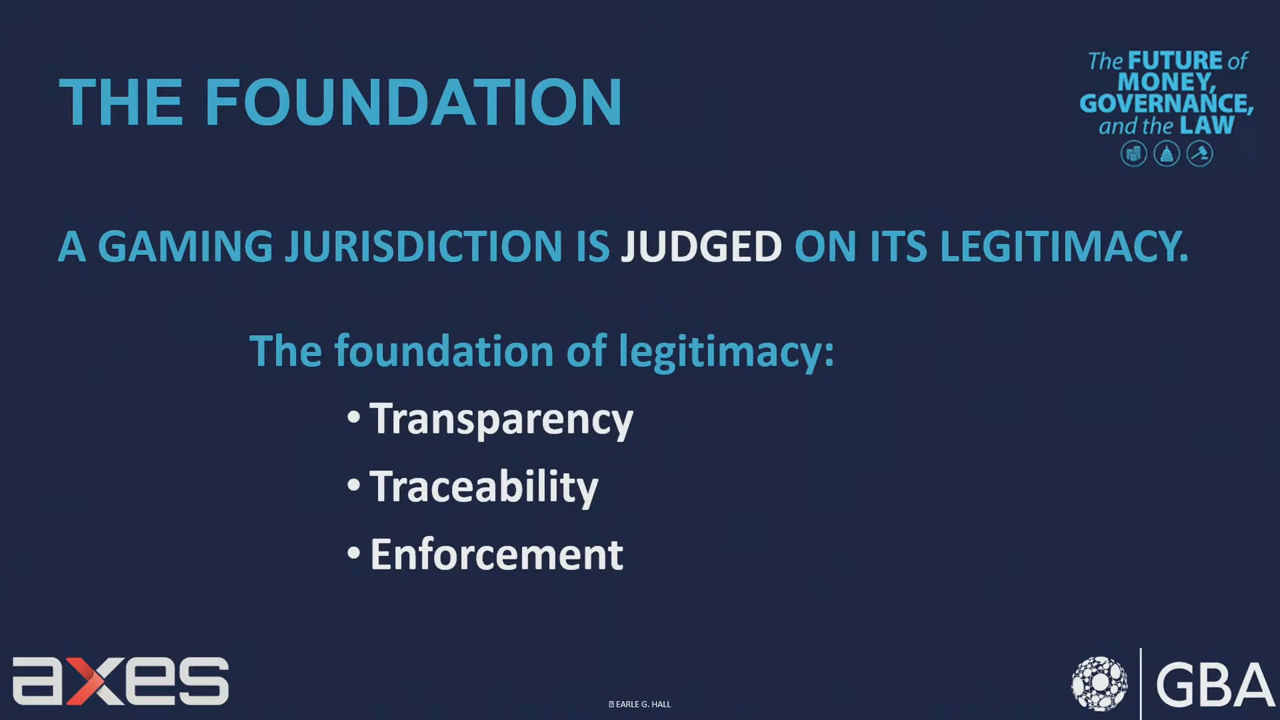 THE FOUNDATION
The FUTURE of
MONEY,
GOVERNANCE,
and the LAW
A GAMING JURISDICTION IS JUDGED ON ITS LEGITIMACY.
The foundation of legitimacy:
• Transparency
• Traceability
• Enforcement
axes
EARLE G. HALL
GBA